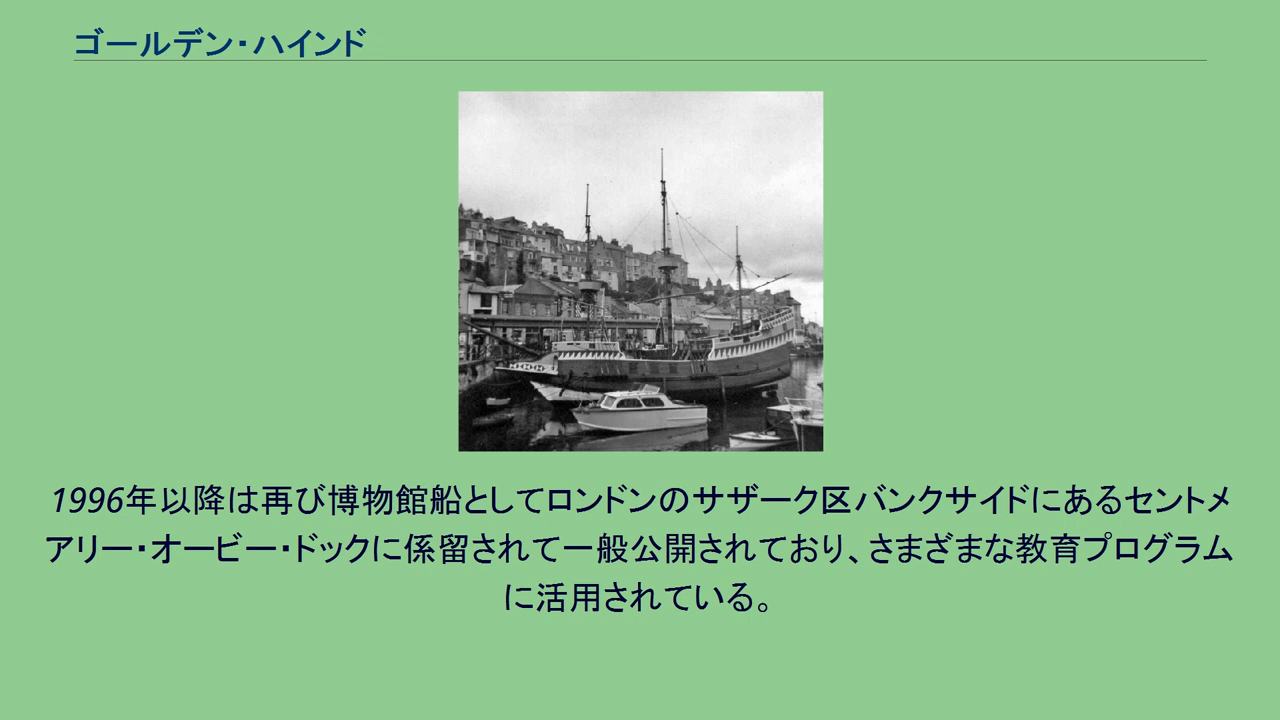 ゴールデン・ハインド
1996年以降は再び博物館船としてロンドンのサザーク区バンクサイドにあるセントメ
アリー・オービー・ドックに係留されて一般公開されており、さまざまな教育プログラム
に活用されている。